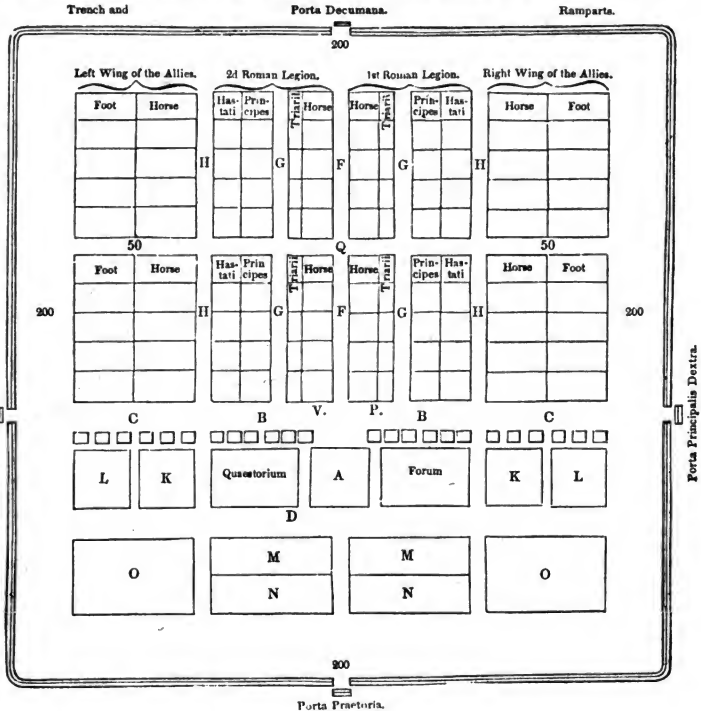 Trench and Porta Decumana. Ramparts.
200
Left Wing of the Allies. 2d Roman Legion. 1st Roman Legion. Right Wing of the Allies.
Foot Horse Has- Prin- Triarii Horse Horse Triarii Prin- Has- Horse Foot
tati cipes cipes tati
H G F G H
50 Q 50
Foot Horse Has- Prin Triarii Horse Horse Triarii Prin- Has- Horse Foot
tati cipes cipes tati
200 H G F G H 200
C B V. P. B C
Porta Principalis Dextra.
L K Quaestorium A Forum K L
D
O M M O
N N
200
Porta Praetoria.